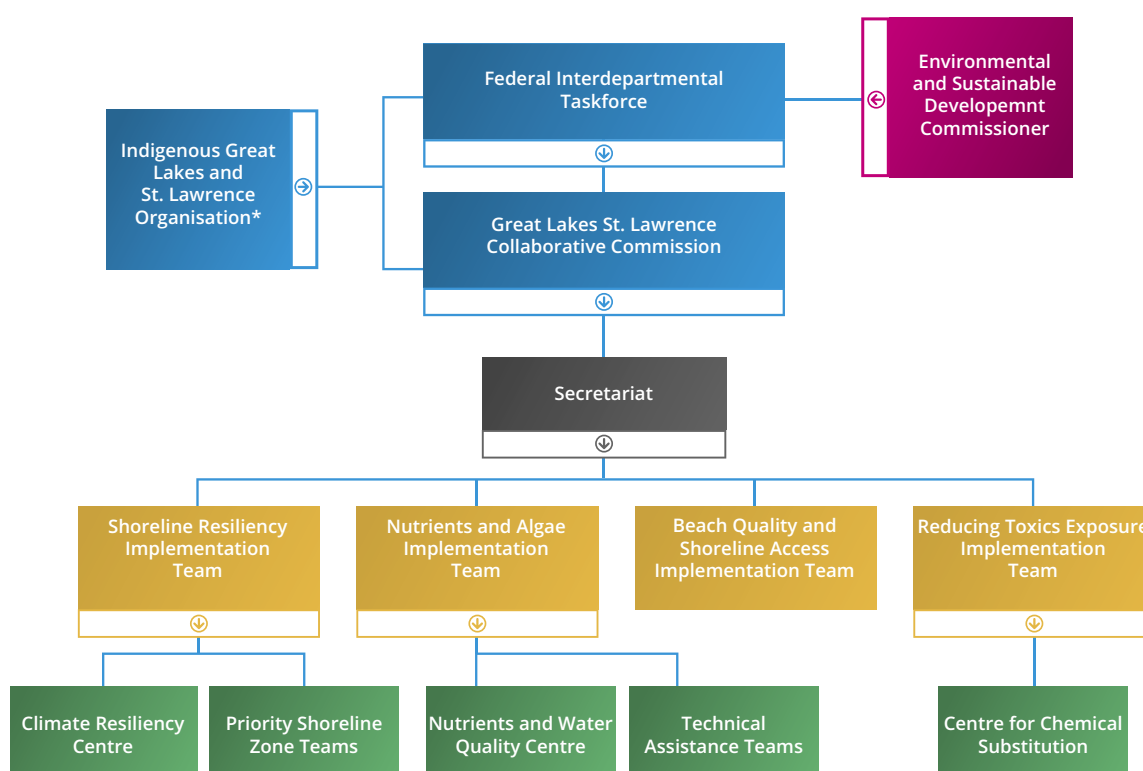 Federal Interdepartmental
Taskforce
Environmental
and Sustainable
Developemnt
Commissioner
Indigenous Great
Lakes and
St. Lawrence
Organisation*
Great Lakes St. Lawrence
Collaborative Commission
Secretariat
Shoreline Resiliency
Implementation
Team
Nutrients and Algae
Implementation
Team
Beach Quality and
Shoreline Access
Implementation Team
Reducing Toxics Exposure
Implementation
Team
Climate Resiliency
Centre
Priority Shoreline
Zone Teams
Nutrients and Water
Quality Centre
Technical
Assistance Teams
Centre for Chemical
Substitution